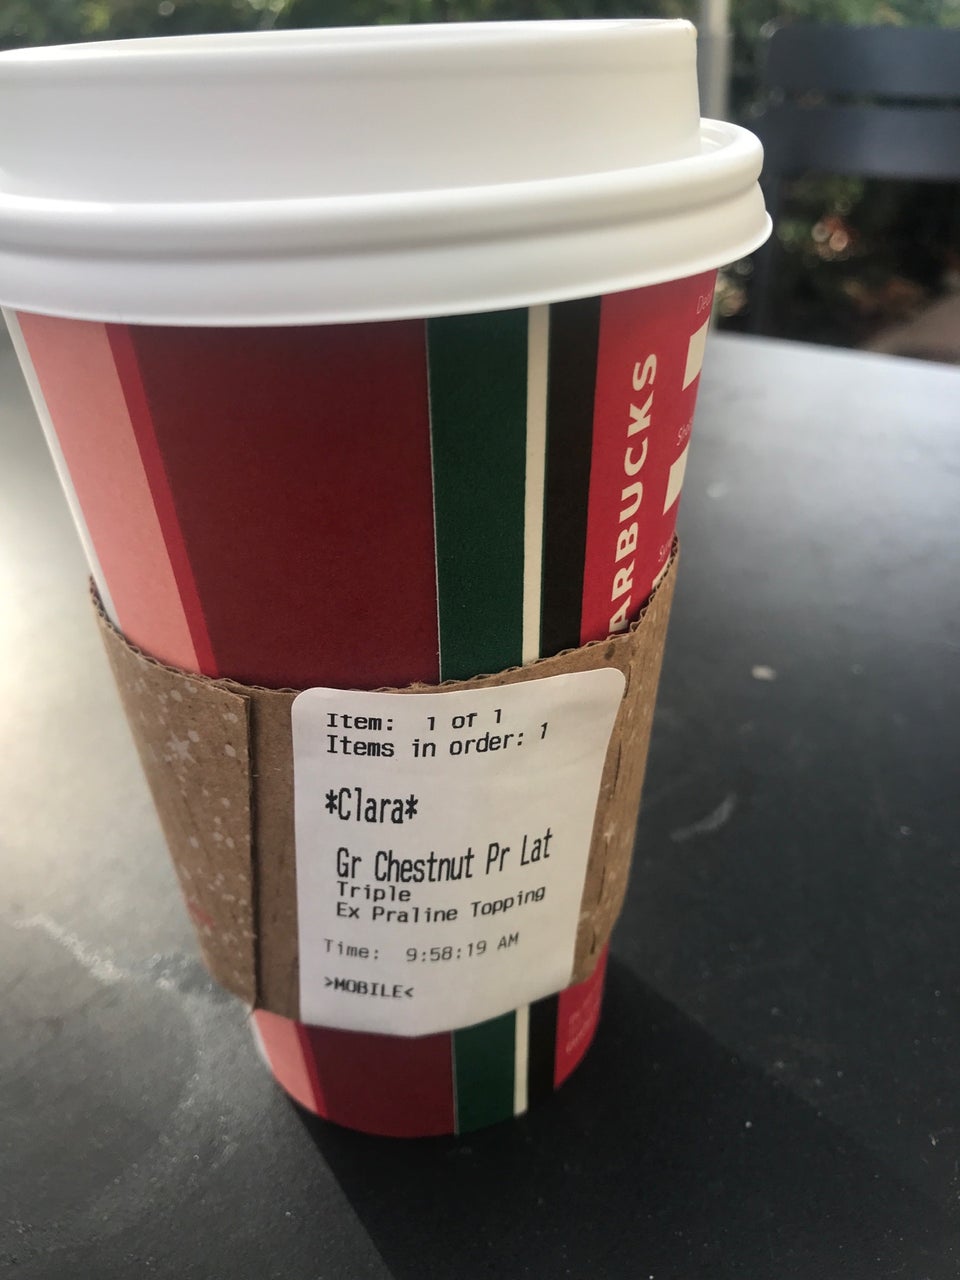 ARBUCKS
Item: 1 of 1
Items in order: 1
*Clara*
Gr Chestnut Pr Lat
Triple
Ex Praline Topping
Time: 9:58:19 AM
>MOBILE<